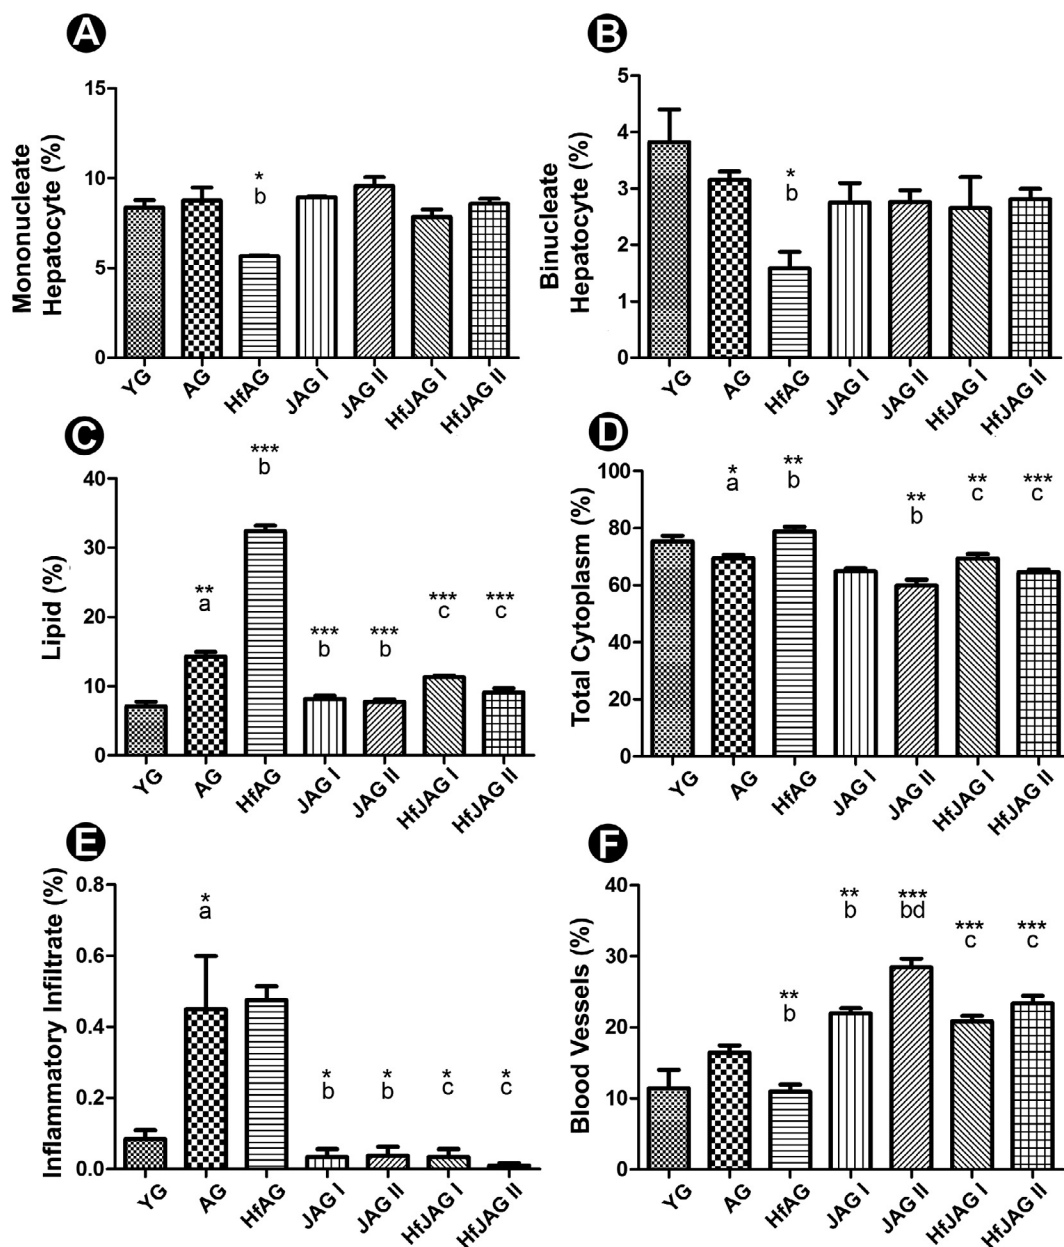 A
Mononucleate
Hepatocyte (%)
15
10
5
0
*
b
YG
AG
HfAG
JAG I
JAG II
HfJAG I
HfJAG II
B
Binucleate
Hepatocyte (%)
5
4
3
2
1
0
*
b
YG
AG
HfAG
JAG I
JAG II
HfJAG I
HfJAG II
C
Lipid (%)
40
30
20
10
0
**
a
***
b
***
b
***
b
***
c
***
c
YG
AG
HfAG
JAG I
JAG II
HfJAG I
HfJAG II
D
Total Cytoplasm (%)
100
80
60
40
20
0
*
a
**
b
**
b
**
c
***
c
YG
AG
HfAG
JAG I
JAG II
HfJAG I
HfJAG II
E
Inflammatory Infiltrate (%)
0.8
0.6
0.4
0.2
0.0
*
a
*
b
*
b
*
c
*
c
YG
AG
HfAG
JAG I
JAG II
HfJAG I
HfJAG II
F
Blood Vessels (%)
40
30
20
10
0
**
b
**
b
***
bd
***
c
***
c
YG
AG
HfAG
JAG I
JAG II
HfJAG I
HfJAG II